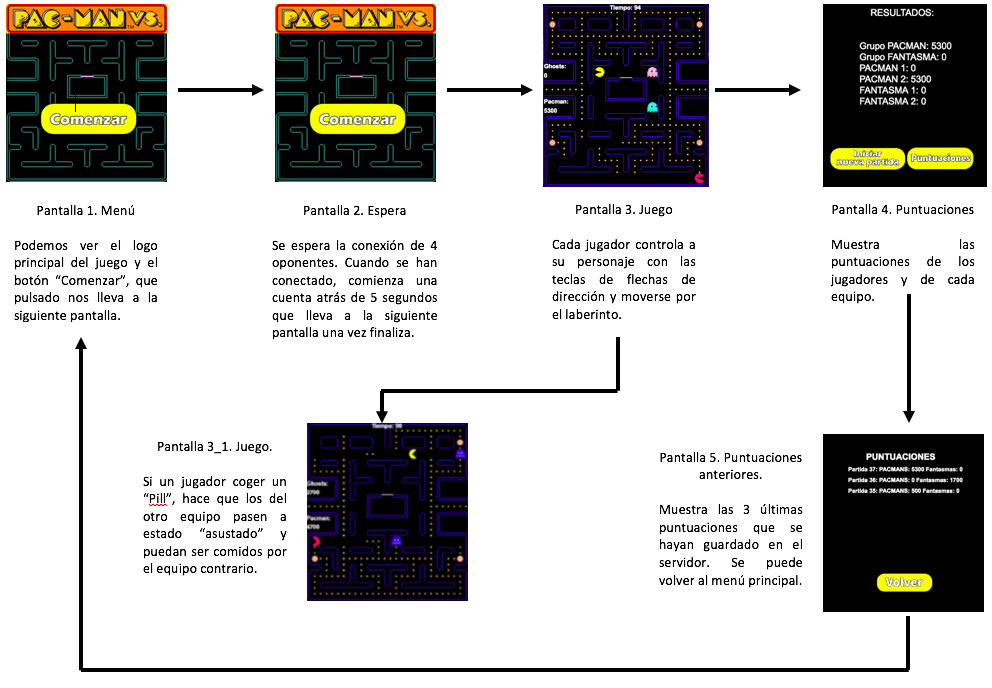 PAC-MAN VS.
Comenzar
Pantalla 1. Menú
Podemos ver el logo
principal del juego y el
botón “Comenzar”, que
pulsado nos lleva a la
siguiente pantalla.
PAC-MAN VS.
Comenzar
Pantalla 2. Espera
Se espera la conexión de 4
oponentes. Cuando se han
conectado, comienza una
cuenta atrás de 5 segundos
que lleva a la siguiente
pantalla una vez finaliza.
Tiempo: 94
Ghosts:
0
Pacman:
5300
Pantalla 3. Juego
Cada jugador controla a
su personaje con las
teclas de flechas de
dirección y moverse por
el laberinto.
RESULTADOS:
Grupo PACMAN: 5300
Grupo FANTASMA: 0
PACMAN 1: 0
PACMAN 2: 5300
FANTASMA 1: 0
FANTASMA 2: 0
Iniciar
nueva partida
Puntuaciones
Pantalla 4. Puntuaciones
Muestra las
puntuaciones de los
jugadores y de cada
equipo.
Pantalla 3_1. Juego.
Si un jugador coger un
“Pill”, hace que los del
otro equipo pasen a
estado “asustado” y
puedan ser comidos por
el equipo contrario.
Tiempo: 90
Ghosts:
2700
Pacman:
4700
Pantalla 5. Puntuaciones
anteriores.
Muestra las 3 últimas
puntuaciones que se
hayan guardado en el
servidor. Se puede
volver al menú principal.
PUNTUACIONES
Partida 37: PACMANS: 5300 Fantasmas: 0
Partida 36: PACMANS: 0 Fantasmas: 1700
Partida 35: PACMANS: 500 Fantasmas: 0
Volver